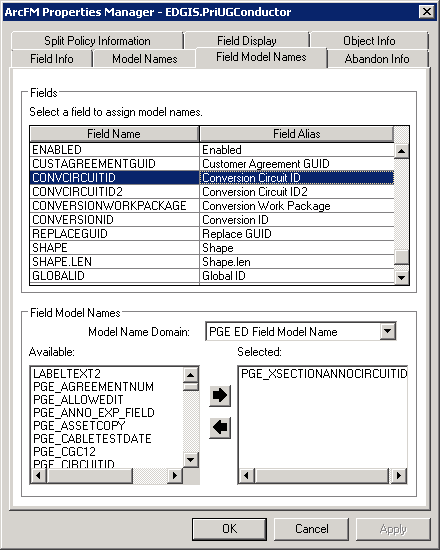 ArcFM Properties Manager - EDGIS.PriUGConductor
Split Policy Information Field Display Object Info
Field Info Model Names Field Model Names Abandon Info
Fields
Select a field to assign model names.
Field Name Field Alias
ENABLED Enabled
CUSTAGREEMENTGUID Customer Agreement GUID
CONVCIRCUITID Conversion Circuit ID
CONVCIRCUITID2 Conversion Circuit ID2
CONVERSIONWORKPACKAGE Conversion Work Package
CONVERSIONID Conversion ID
REPLACEGUID Replace GUID
SHAPE Shape
SHAPE.LEN Shape.len
GLOBALID Global ID
Field Model Names
Model Name Domain: PGE ED Field Model Name
Available: Selected:
LABELTEXT2 PGE_XSECTIONANNOCIRCUITID
PGE_AGREEMENTNUM
PGE_ALLOWEDIT
PGE_ANNO_EXP_FIELD
PGE_ASSETCOPY
PGE_CABLETESTDATE
PGE_CGC12
PGE_CIRCUITID
OK Cancel Apply